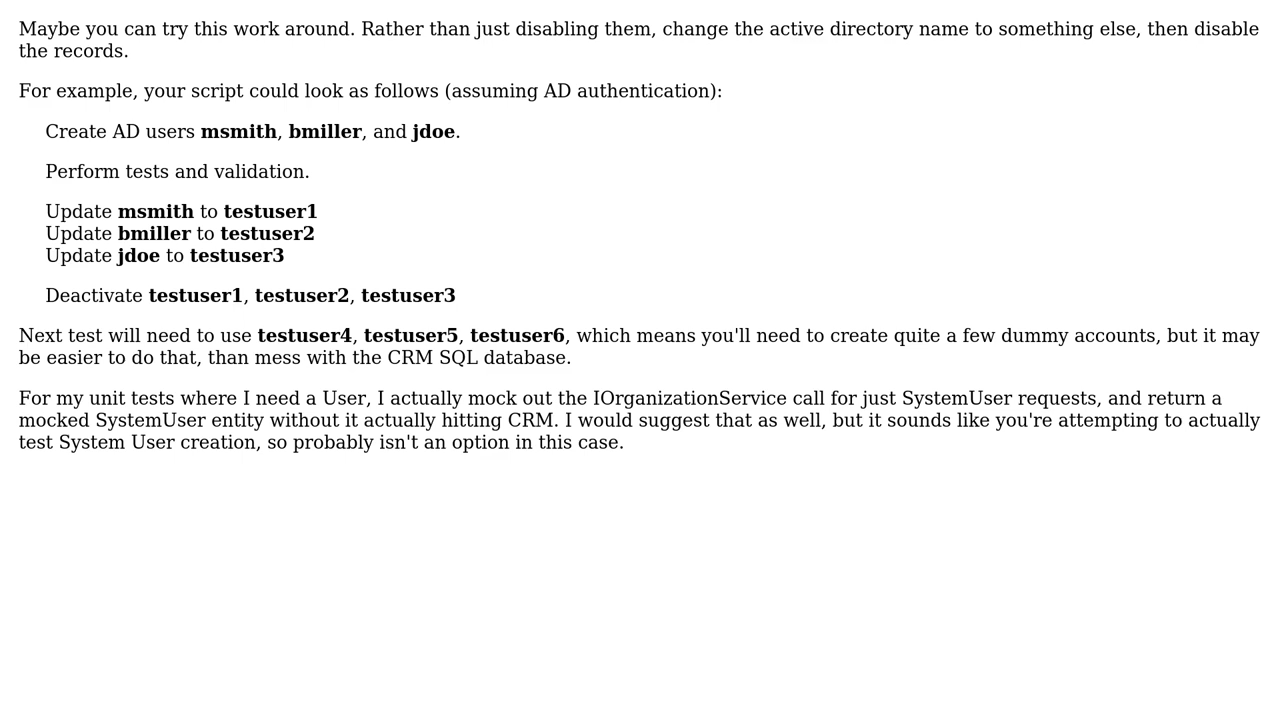 Maybe you can try this work around. Rather than just disabling them, change the active directory name to something else, then disable
the records.
For example, your script could look as follows (assuming AD authentication):
Create AD users msmith, bmiller, and jdoe.
Perform tests and validation.
Update msmith to testuser1
Update bmiller to testuser2
Update jdoe to testuser3
Deactivate testuser1, testuser2, testuser3
Next test will need to use testuser4, testuser5, testuser6, which means you'll need to create quite a few dummy accounts, but it may
be easier to do that, than mess with the CRM SQL database.
For my unit tests where I need a User, I actually mock out the IOrganizationService call for just SystemUser requests, and return a
mocked SystemUser entity without it actually hitting CRM. I would suggest that as well, but it sounds like you're attempting to actually
test System User creation, so probably isn't an option in this case.